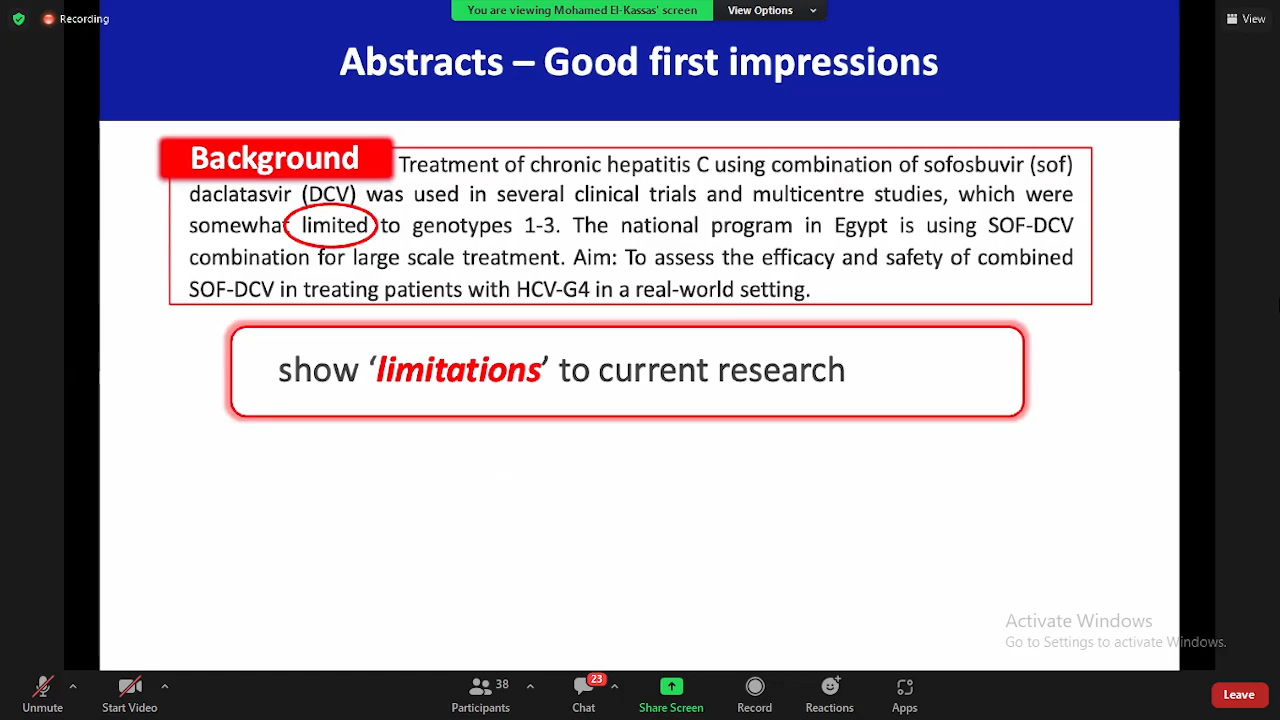 Recording
You are viewing Mohamed El-Kassas' screen
View Options
View
Abstracts – Good first impressions
Background
Treatment of chronic hepatitis C using combination of sofosbuvir (sof)
daclatasvir (DCV) was used in several clinical trials and multicentre studies, which were
somewhat limited to genotypes 1-3. The national program in Egypt is using SOF-DCV
combination for large scale treatment. Aim: To assess the efficacy and safety of combined
SOF-DCV in treating patients with HCV-G4 in a real-world setting.
show ‘limitations’ to current research
Activate Windows
Go to Settings to activate Windows.
Unmute
Start Video
38
Participants
23
Chat
Share Screen
Record
Reactions
Apps
Leave